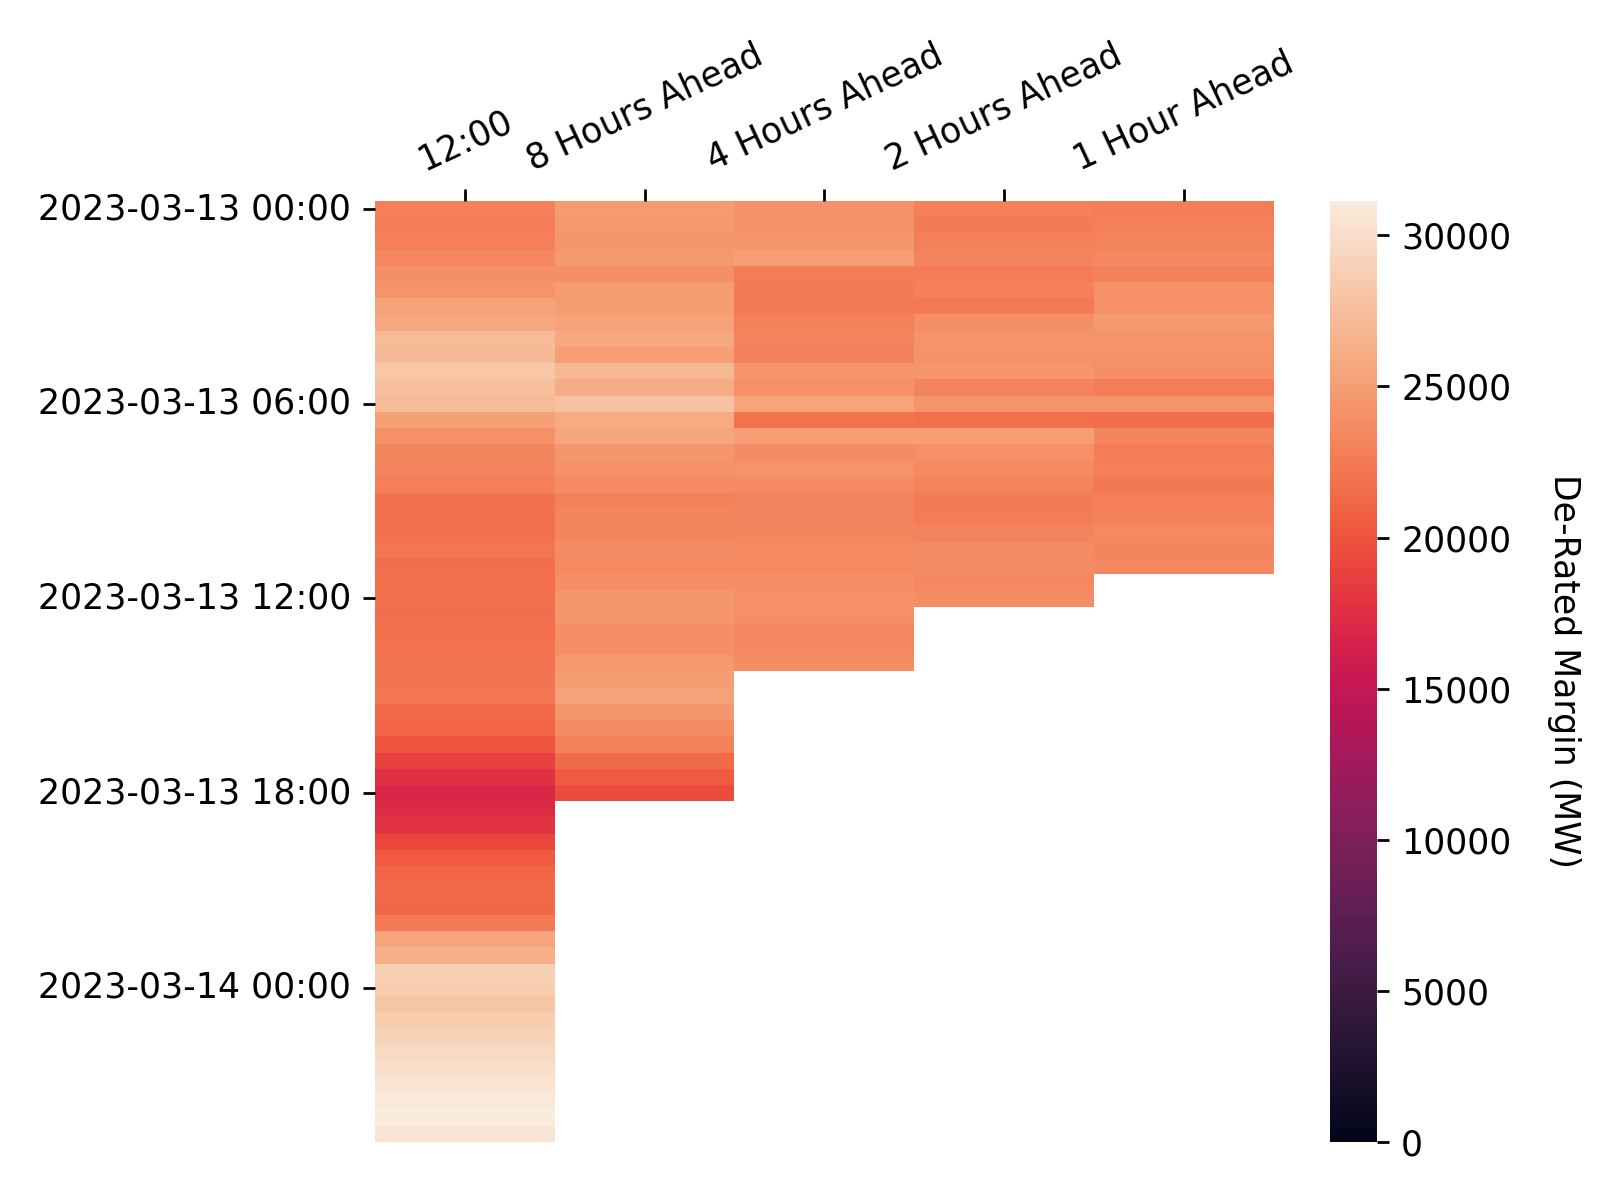 12:00
8 Hours Ahead
4 Hours Ahead
2 Hours Ahead
1 Hour Ahead
2023-03-13 00:00
2023-03-13 06:00
2023-03-13 12:00
2023-03-13 18:00
2023-03-14 00:00
30000
25000
20000
15000
10000
5000
0
De-Rated Margin (MW)